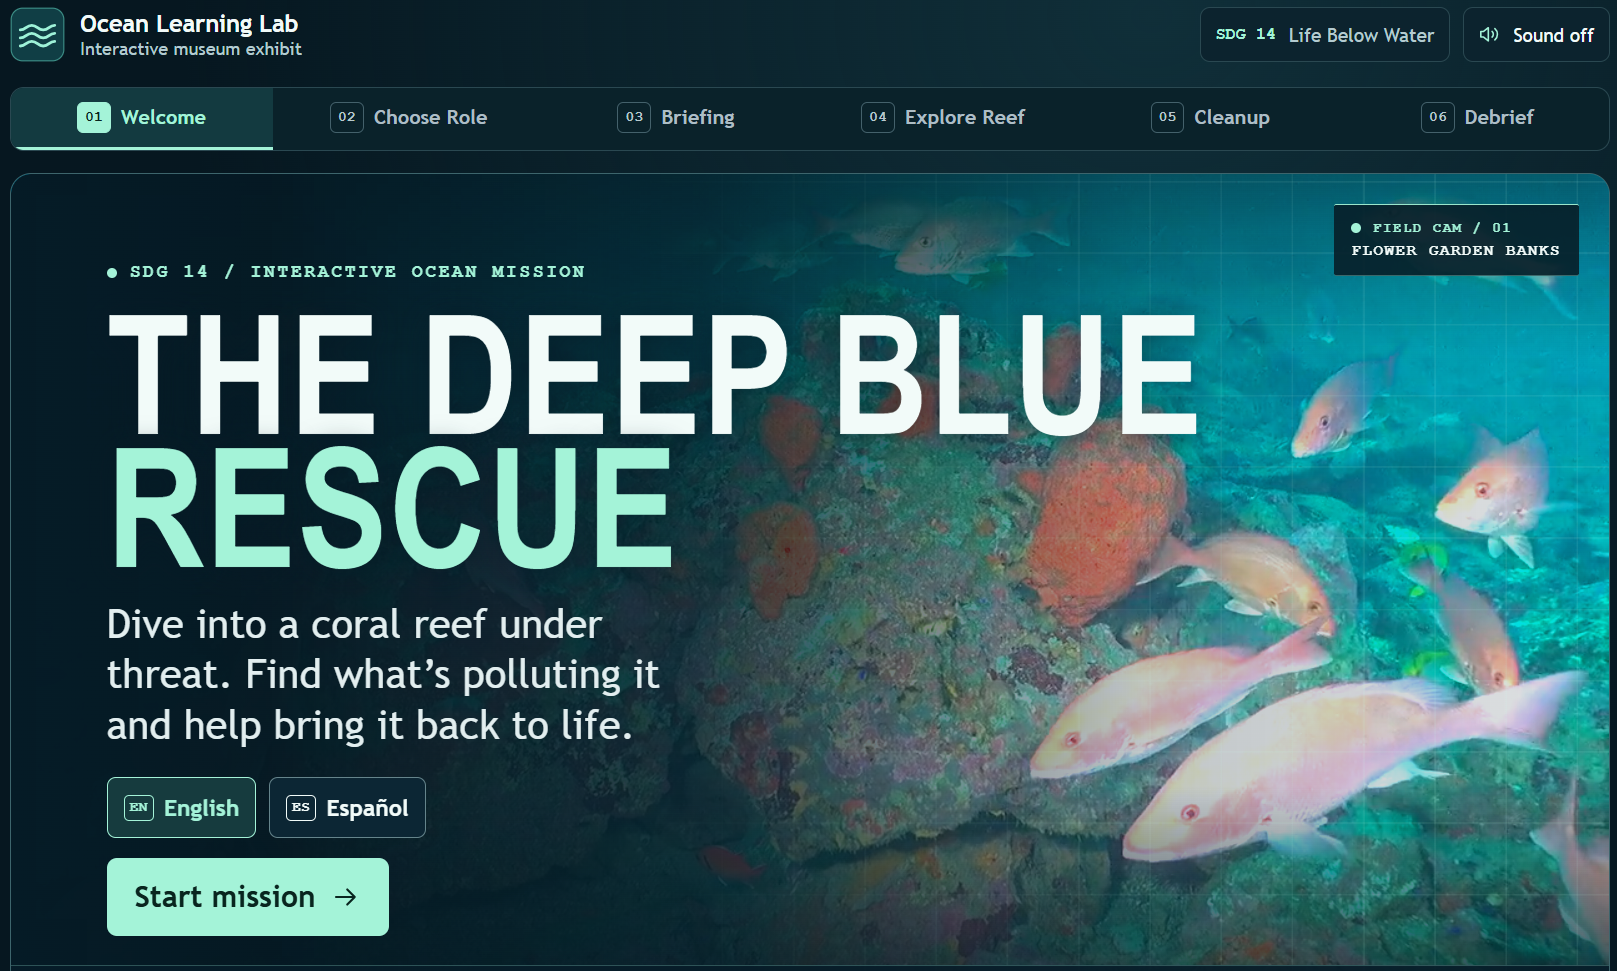 Ocean Learning Lab
Interactive museum exhibit
SDG 14 Life Below Water
Sound off
01 Welcome
02 Choose Role
03 Briefing
04 Explore Reef
05 Cleanup
06 Debrief
FIELD CAM / 01
FLOWER GARDEN BANKS
SDG 14 / INTERACTIVE OCEAN MISSION
THE DEEP BLUE
RESCUE
Dive into a coral reef under
threat. Find what’s polluting it
and help bring it back to life.
EN English
ES Español
Start mission →